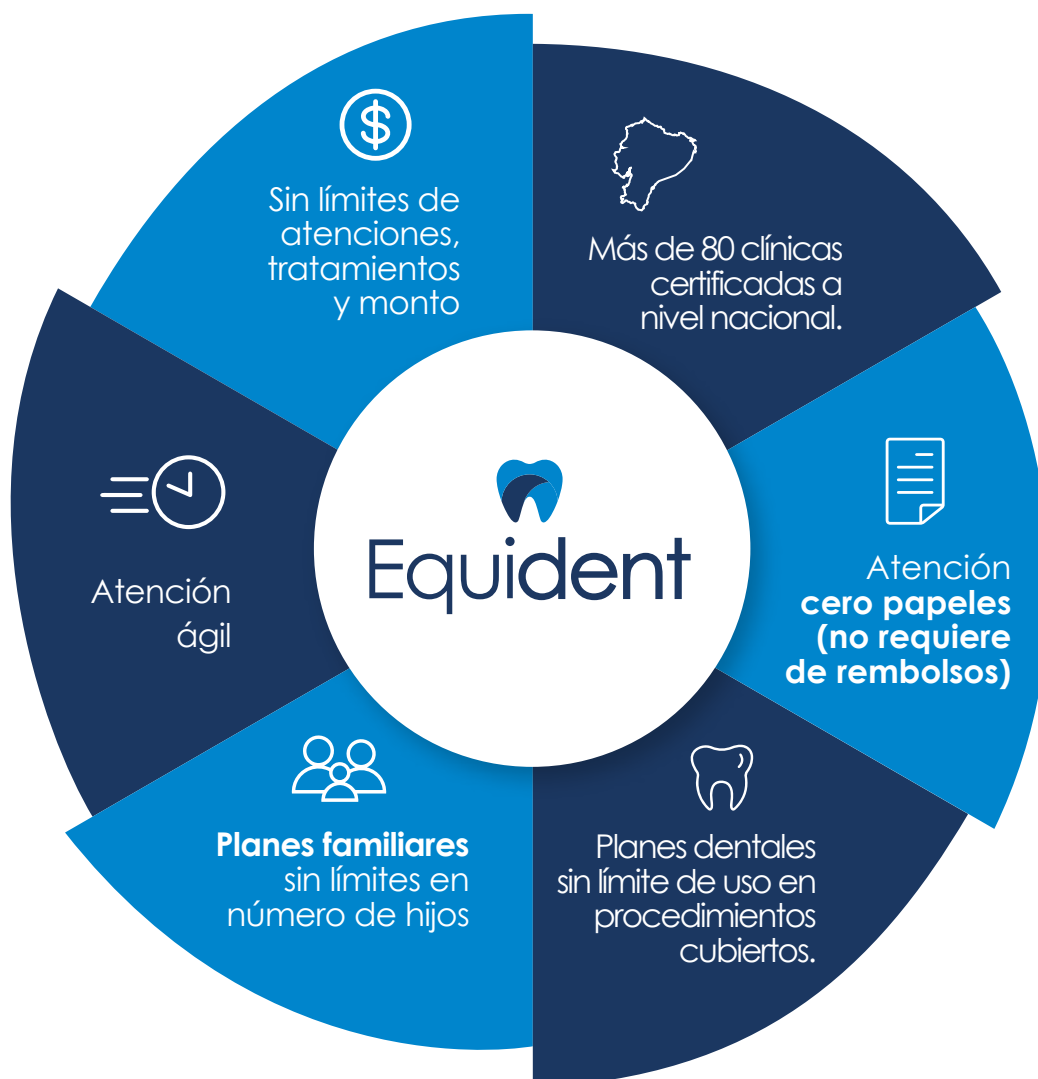 Sin límites de
atenciones,
tratamientos
y monto
Más de 80 clínicas
certificadas a
nivel nacional.
Atención
cero papeles
(no requiere
de rembolsos)
Planes dentales
sin límite de uso en
procedimientos
cubiertos.
Planes familiares
sin límites en
número de hijos
Atención
ágil
Equident